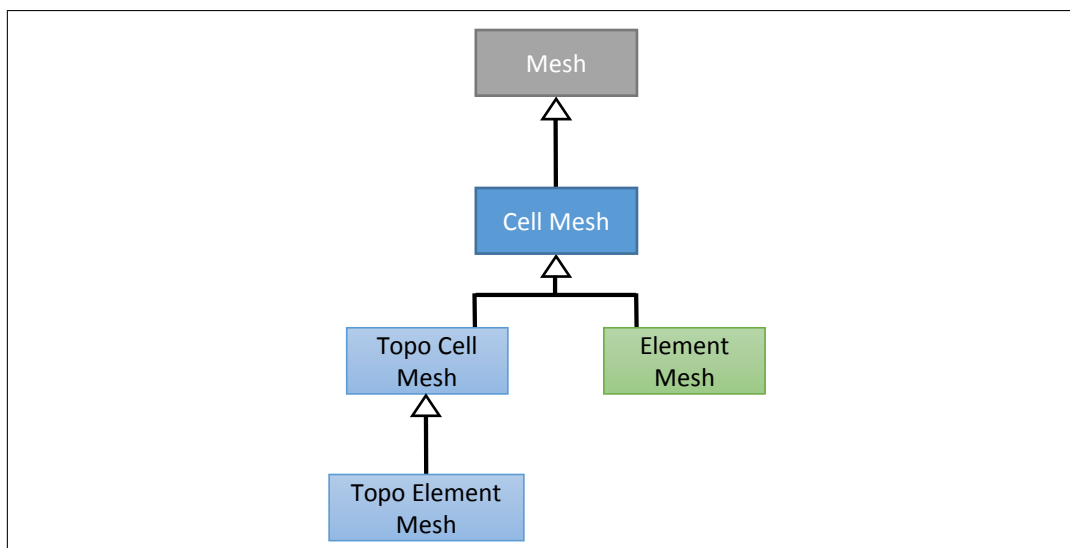 Mesh
Cell Mesh
Topo Cell
Mesh
Element
Mesh
Topo Element
Mesh